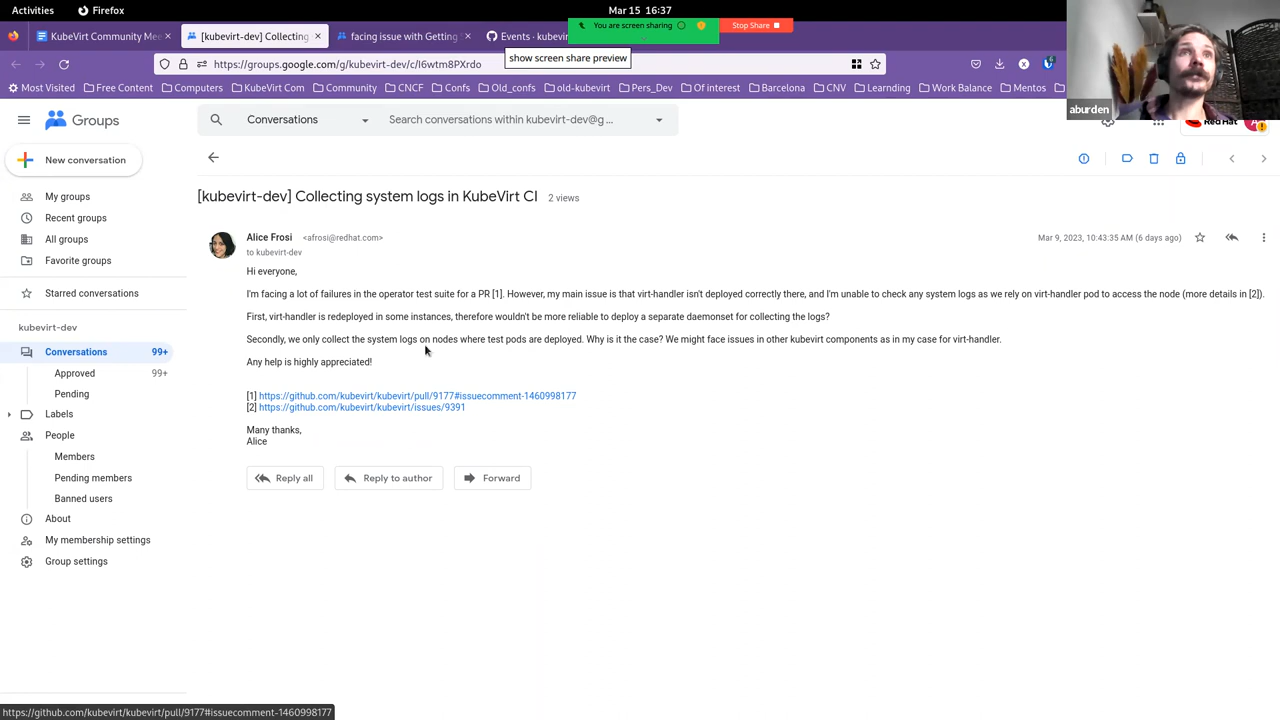 Activities
Firefox
Mar 15 16:37
You are screen sharing
Stop Share
KubeVirt Community Mee
[kubevirt-dev] Collecting
facing issue with Getting
Events · kubevi
show screen share preview
https://groups.google.com/g/kubevirt-dev/c/I6wtm8PXrdo
Most Visited
Free Content
Computers
KubeVirt Com
Community
CNCF
Confs
Old_confs
old-kubevirt
Pers_Dev
Of interest
Barcelona
CNV
Learnding
Work Balance
Mentos
aburden
Groups
Conversations
Search conversations within kubevirt-dev@g ...
Red Hat
New conversation
My groups
Recent groups
All groups
Favorite groups
Starred conversations
kubevirt-dev
Conversations 99+
Approved 99+
Pending
Labels
People
Members
Pending members
Banned users
About
My membership settings
Group settings
[kubevirt-dev] Collecting system logs in KubeVirt CI 2 views
Alice Frosi <afrosi@redhat.com>
Mar 9, 2023, 10:43:35 AM (6 days ago)
to kubevirt-dev
Hi everyone,
I'm facing a lot of failures in the operator test suite for a PR [1]. However, my main issue is that virt-handler isn't deployed correctly there, and I'm unable to check any system logs as we rely on virt-handler pod to access the node (more details in [2]).
First, virt-handler is redeployed in some instances, therefore wouldn't be more reliable to deploy a separate daemonset for collecting the logs?
Secondly, we only collect the system logs on nodes where test pods are deployed. Why is it the case? We might face issues in other kubevirt components as in my case for virt-handler.
Any help is highly appreciated!
[1] https://github.com/kubevirt/kubevirt/pull/9177#issuecomment-1460998177
[2] https://github.com/kubevirt/kubevirt/issues/9391
Many thanks,
Alice
Reply all
Reply to author
Forward
https://github.com/kubevirt/kubevirt/pull/9177#issuecomment-1460998177